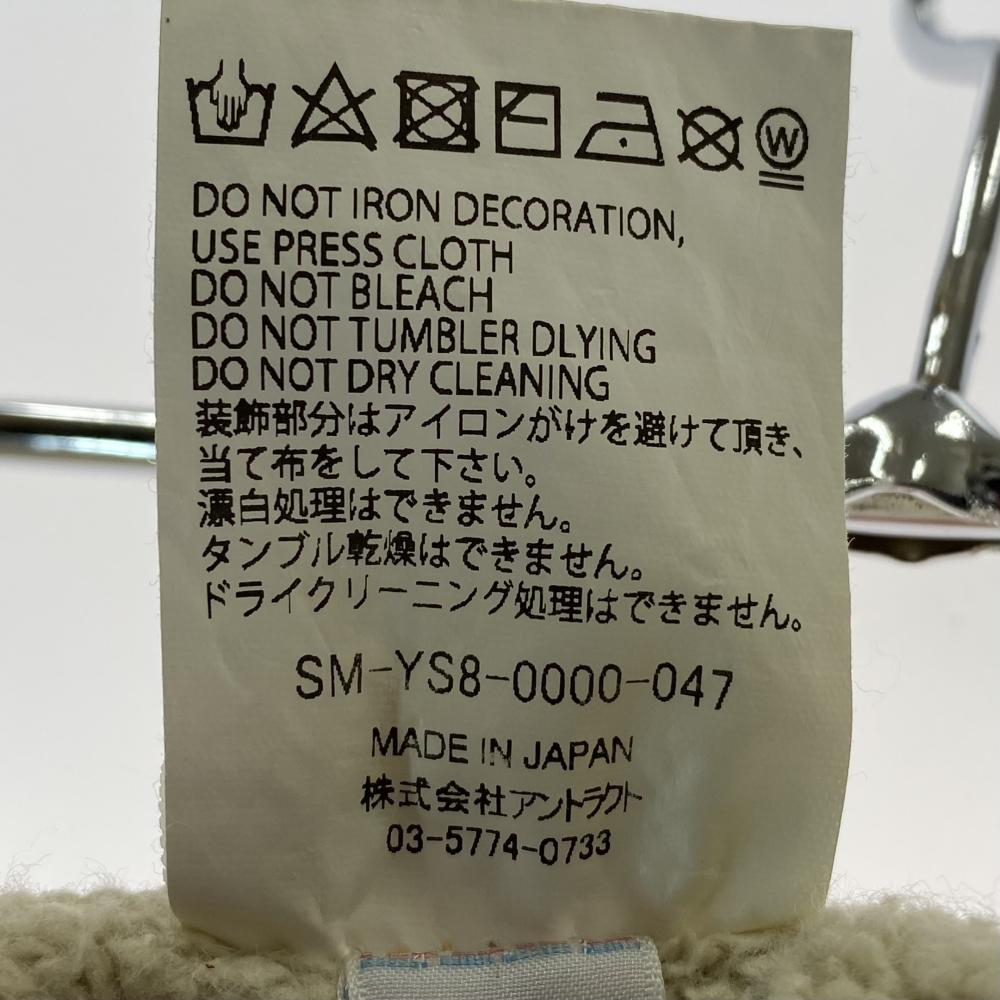 W
DO NOT IRON DECORATION,
USE PRESS CLOTH
DO NOT BLEACH
DO NOT TUMBLER DLYING
DO NOT DRY CLEANING
装飾部分はアイロンがけを避けて頂き、
当て布をして下さい。
漂白処理はできません。
タンブル乾燥はできません。
ドライクリーニング処理はできません。
SM-YS8-0000-047
MADE IN JAPAN
株式会社アントラクト
03-5774-0733